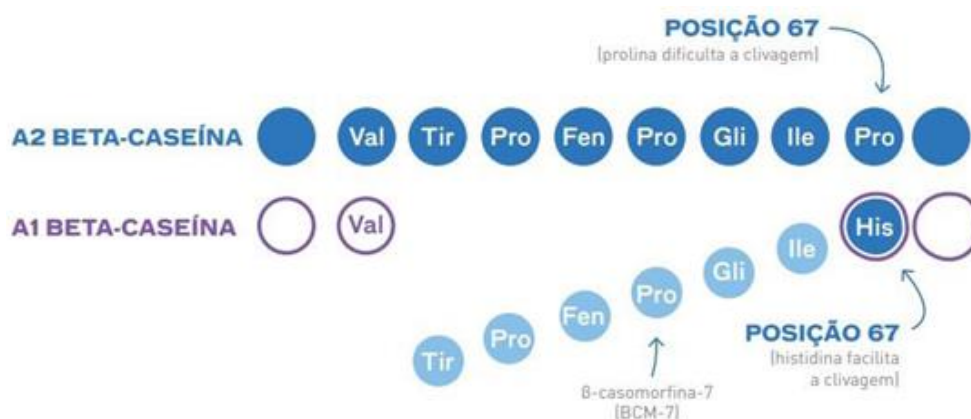 POSIÇÃO 67
(prolina dificulta a clivagem)
A2 BETA-CASEÍNA Val Tir Pro Fen Pro Gli Ile Pro
A1 BETA-CASEÍNA Val His
Tir Pro Fen Pro Gli Ile
POSIÇÃO 67
(histidina facilita
a clivagem)
ß-casomorfina-7
(BCM-7)